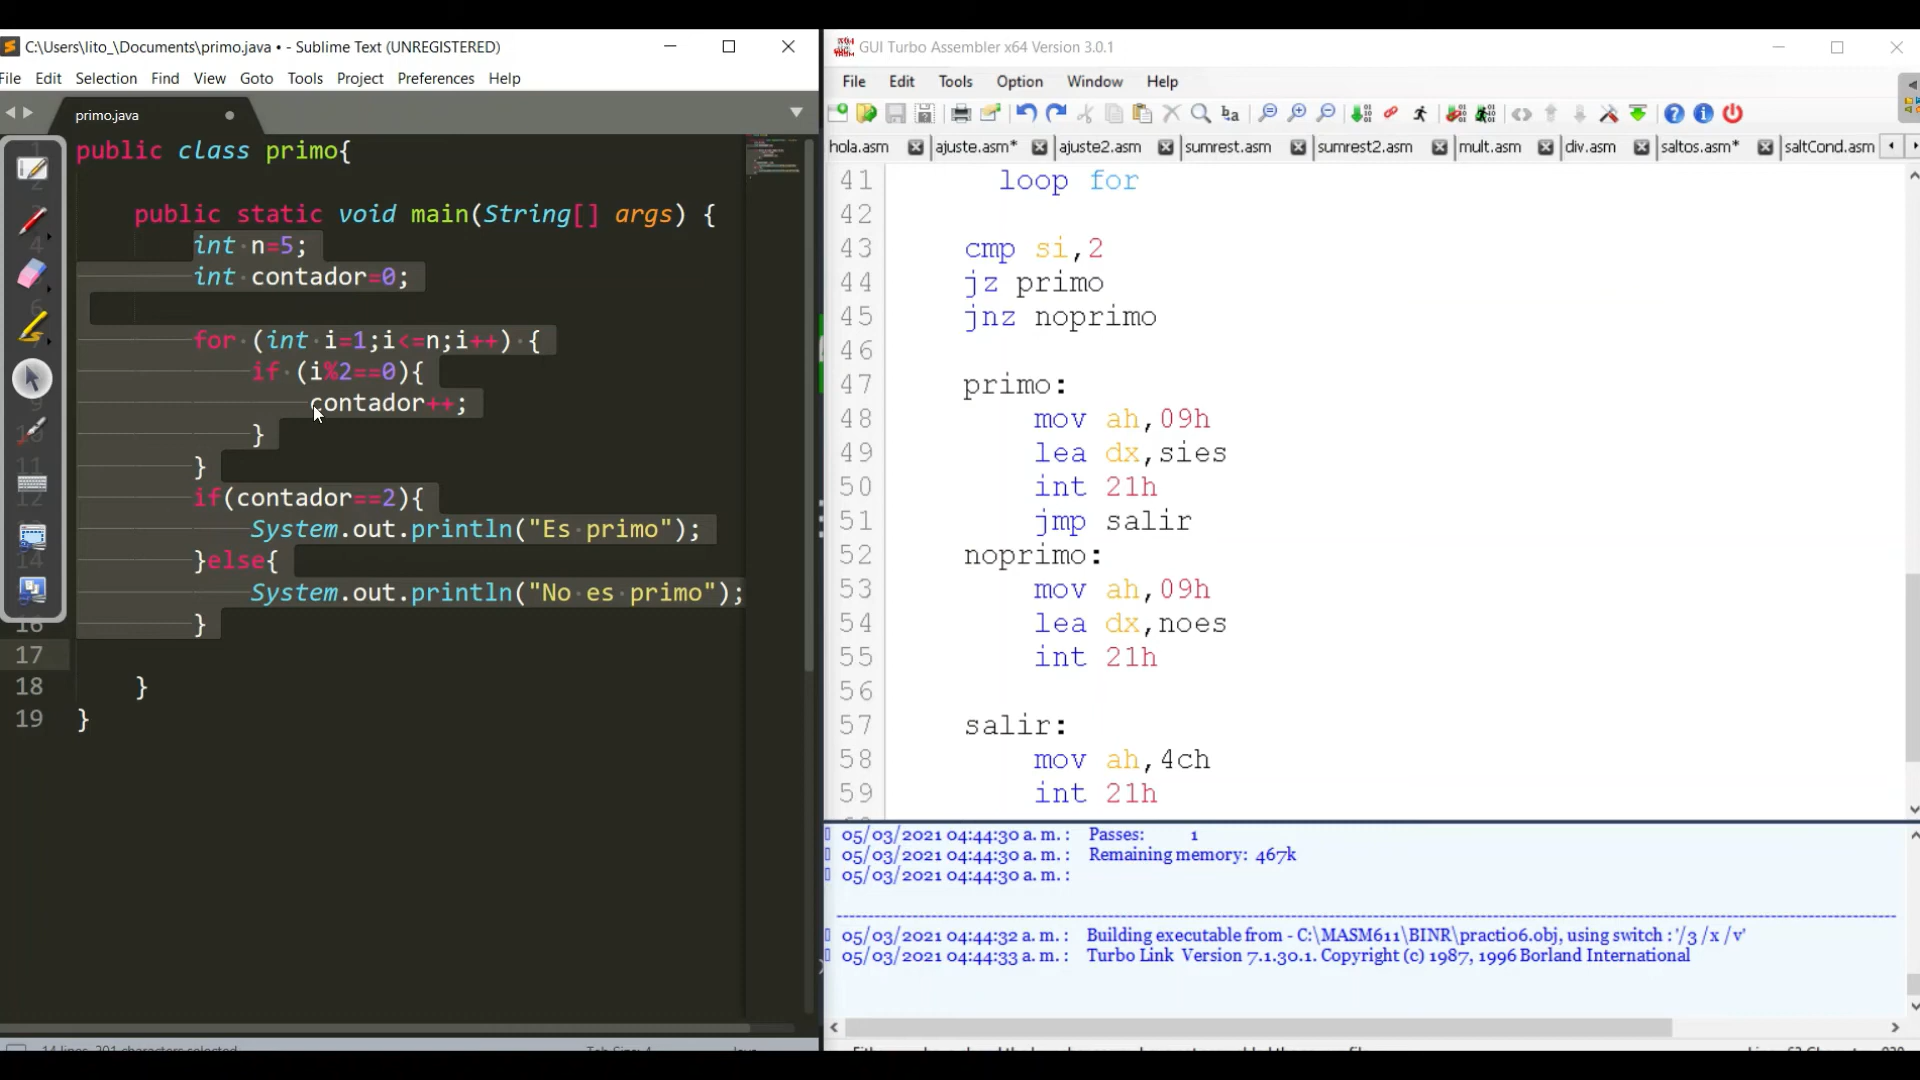 C:\Users\lito_\Documents\primo.java • - Sublime Text (UNREGISTERED)
File Edit Selection Find View Goto Tools Project Preferences Help
primo.java
public class primo{
public static void main(String[] args) {
int n=5;
int contador=0;
for (int i=1;i<=n;i++) {
if (i%2==0){
contador++;
}
}
if(contador==2){
System.out.println("Es primo");
}else{
System.out.println("No es primo");
16 }
17
18 }
19 }
GUI Turbo Assembler x64 Version 3.0.1
File Edit Tools Option Window Help
hola.asm ajuste.asm* ajuste2.asm sumrest.asm sumrest2.asm mult.asm div.asm saltos.asm* saltCond.asm
41 loop for
42
43 cmp si,2
44 jz primo
45 jnz noprimo
46
47 primo:
48 mov ah,09h
49 lea dx,sies
50 int 21h
51 jmp salir
52 noprimo:
53 mov ah,09h
54 lea dx,noes
55 int 21h
56
57 salir:
58 mov ah,4ch
59 int 21h
05/03/2021 04:44:30 a. m. : Passes: 1
05/03/2021 04:44:30 a. m. : Remaining memory: 467k
05/03/2021 04:44:30 a. m. :
05/03/2021 04:44:32 a. m. : Building executable from - C:\MASM611\BINR\practi06.obj, using switch : '/3 /x /v'
05/03/2021 04:44:33 a. m. : Turbo Link Version 7.1.30.1. Copyright (c) 1987, 1996 Borland International